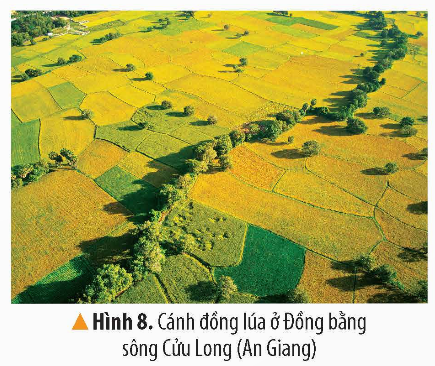 ▲ Hình 8. Cánh đồng lúa ở Đồng bằng
sông Cửu Long (An Giang)